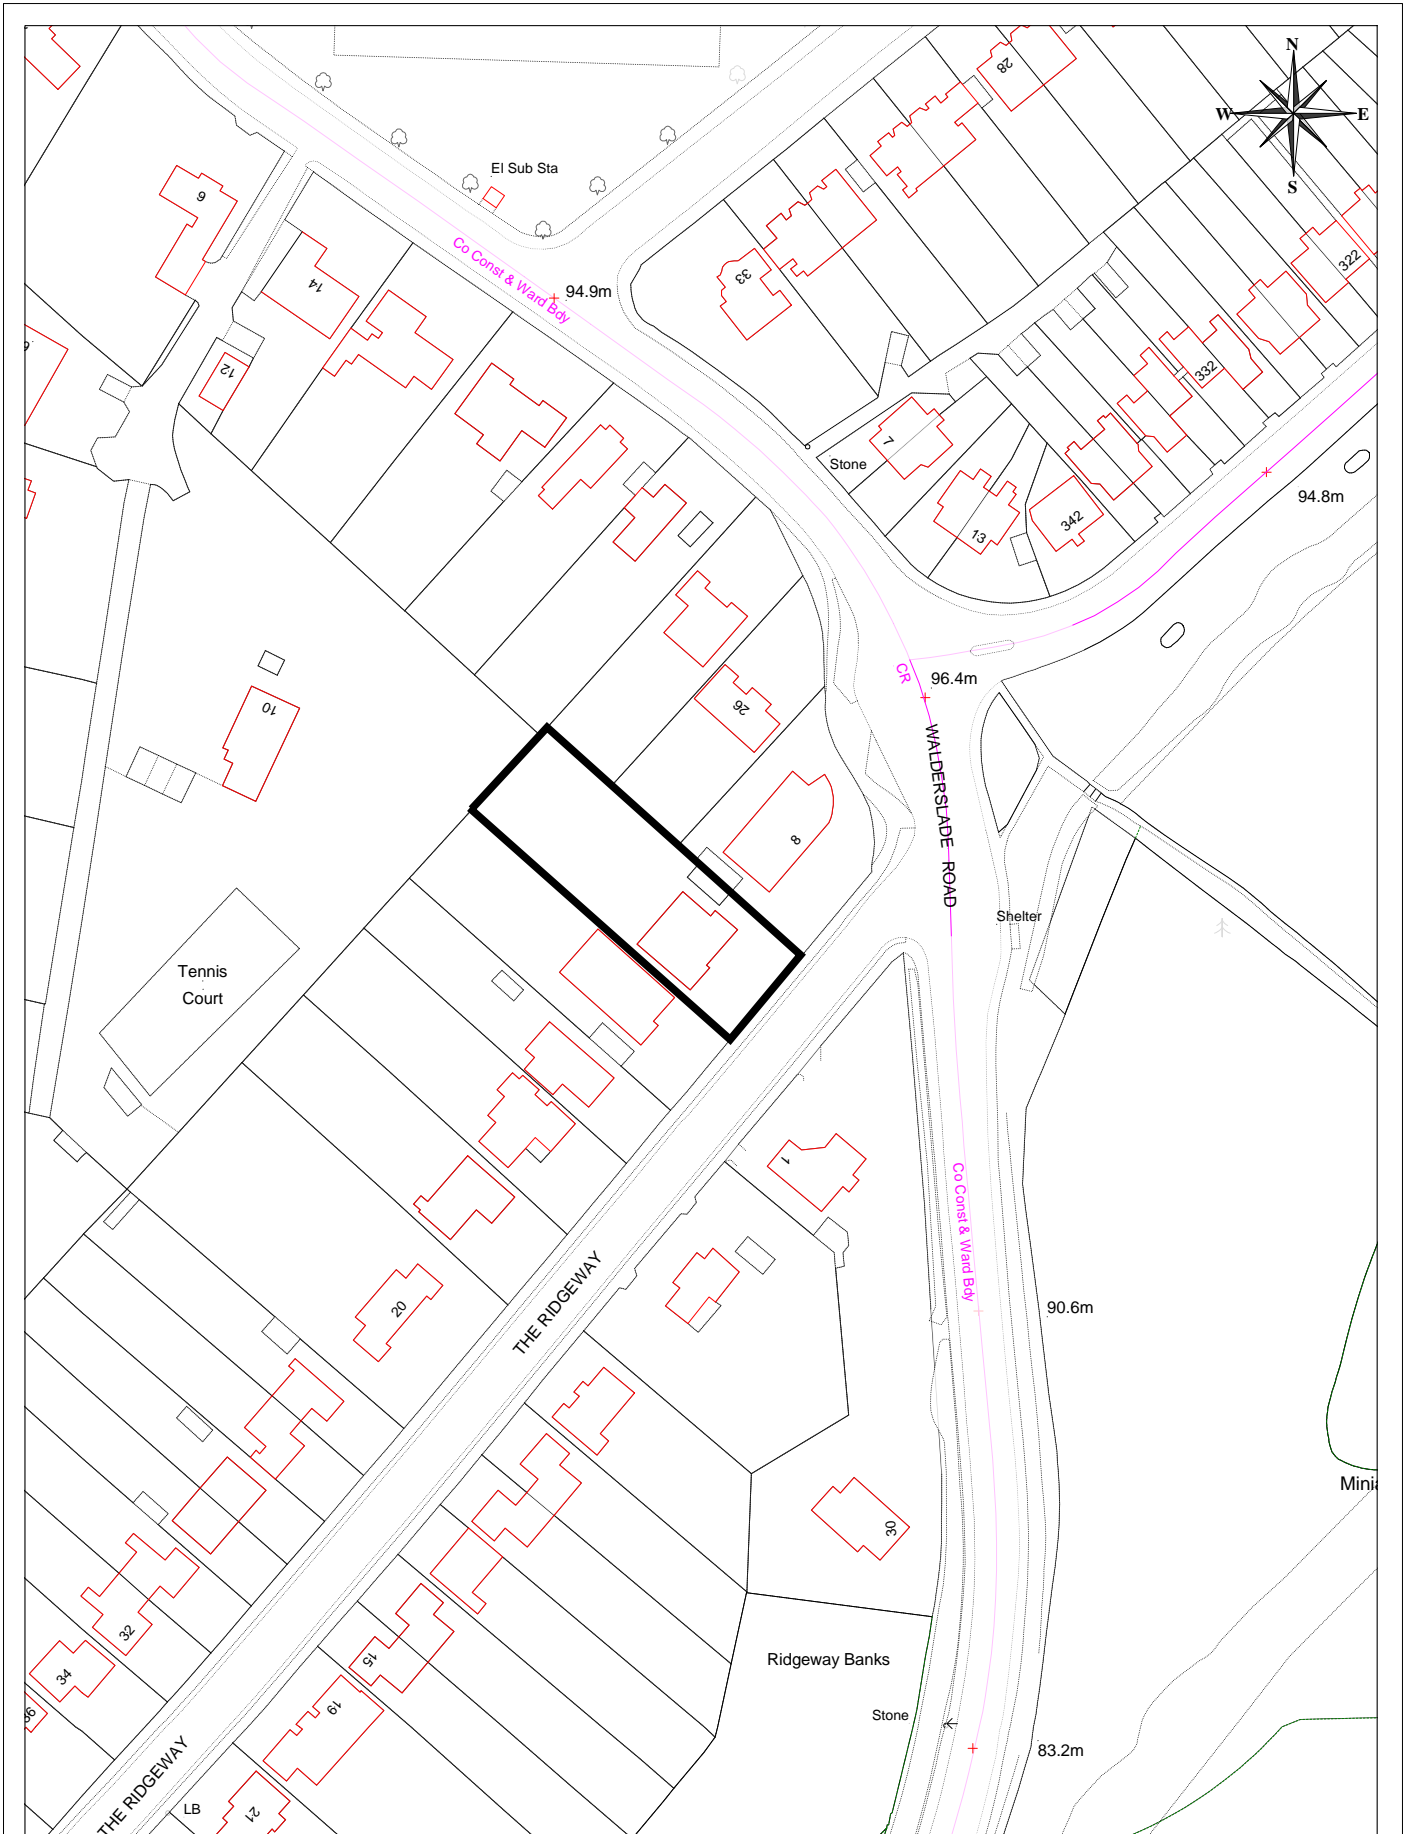 28
N
W
E
S
El Sub Sta
9
14
Co Const & Ward Bdy
94.9m
33
322
12
332
7
Stone
13
342
94.8m
CR
96.4m
10
26
WALDERSLADE ROAD
8
Shelter
Tennis
Court
1
Co Const & Ward Bdy
THE RIDGEWAY
20
90.6m
30
Minia
32
15
Ridgeway Banks
34
19
Stone
36
83.2m
THE RIDGEWAY
LB
21